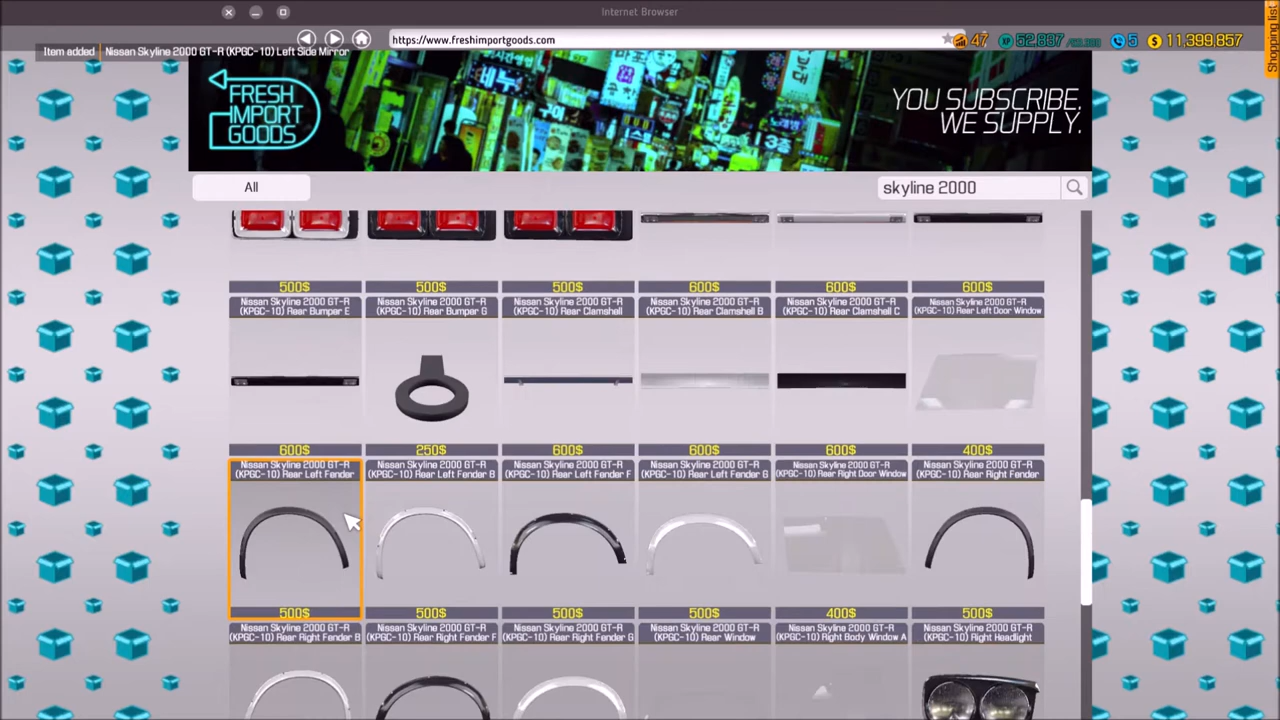 Internet Browser
https://www.freshimportgoods.com
47
XP 52,887/53,389
5
$ 11,399,857
Shopping list
Item added | Nissan Skyline 2000 GT-R (KPGC-10) Left Side Mirror
FRESH
IMPORT
GOODS
YOU SUBSCRIBE.
WE SUPPLY.
All
skyline 2000
500$
500$
500$
600$
600$
600$
Nissan Skyline 2000 GT-R
(KPGC-10) Rear Bumper E
Nissan Skyline 2000 GT-R
(KPGC-10) Rear Bumper G
Nissan Skyline 2000 GT-R
(KPGC-10) Rear Clamshell
Nissan Skyline 2000 GT-R
(KPGC-10) Rear Clamshell B
Nissan Skyline 2000 GT-R
(KPGC-10) Rear Clamshell C
Nissan Skyline 2000 GT-R
(KPGC-10) Rear Left Door Window
600$
250$
600$
600$
600$
400$
Nissan Skyline 2000 GT-R
(KPGC-10) Rear Left Fender
Nissan Skyline 2000 GT-R
(KPGC-10) Rear Left Fender B
Nissan Skyline 2000 GT-R
(KPGC-10) Rear Left Fender F
Nissan Skyline 2000 GT-R
(KPGC-10) Rear Left Fender G
Nissan Skyline 2000 GT-R
(KPGC-10) Rear Right Door Window
Nissan Skyline 2000 GT-R
(KPGC-10) Rear Right Fender
500$
500$
500$
500$
400$
500$
Nissan Skyline 2000 GT-R
(KPGC-10) Rear Right Fender B
Nissan Skyline 2000 GT-R
(KPGC-10) Rear Right Fender F
Nissan Skyline 2000 GT-R
(KPGC-10) Rear Right Fender G
Nissan Skyline 2000 GT-R
(KPGC-10) Rear Window
Nissan Skyline 2000 GT-R
(KPGC-10) Right Body Window A
Nissan Skyline 2000 GT-R
(KPGC-10) Right Headlight